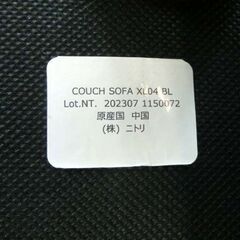 COUCH SOFA XL04 BL
Lot.NT. 202307 1150072
原産国 中国
(株) ニトリ